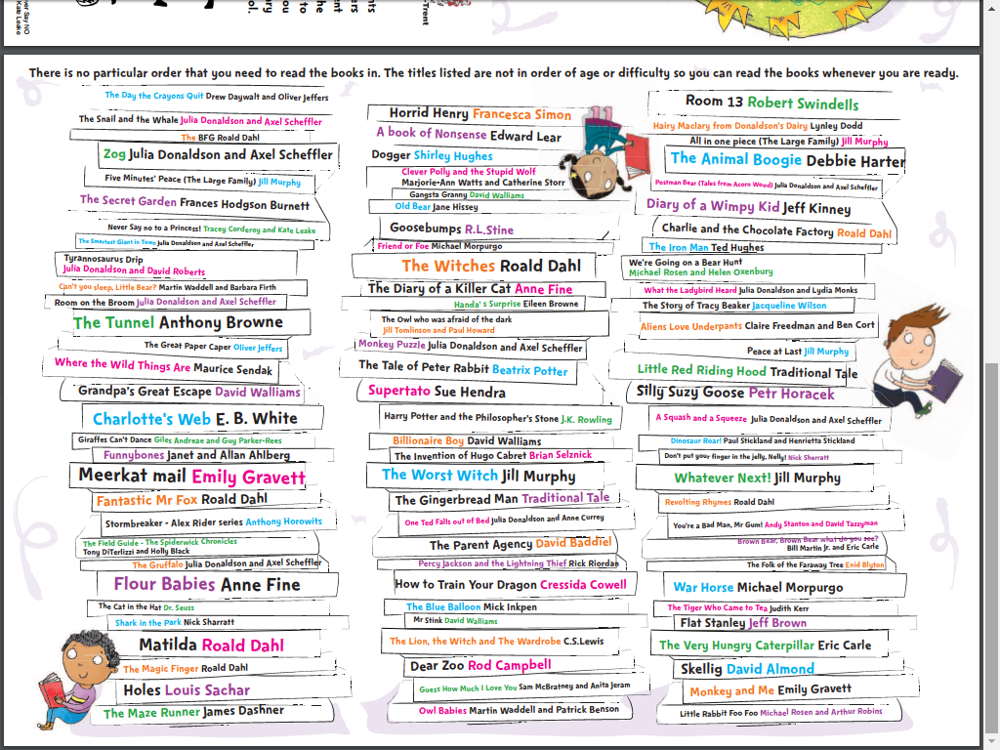 There is no particular order that you need to read the books in. The titles listed are not in order of age or difficulty so you can read the books whenever you are ready.
The Day the Crayons Quit Drew Daywalt and Oliver Jeffers
The Snail and the Whale Julia Donaldson and Axel Scheffler
The BFG Roald Dahl
Zog Julia Donaldson and Axel Scheffler
Five Minutes' Peace (The Large Family) Jill Murphy
The Secret Garden Frances Hodgson Burnett
Never Say no to a Princess! Tracey Corderoy and Kate Leake
The Smartest Giant in Town Julia Donaldson and Axel Scheffler
Tyrannosaurus Drip
Julia Donaldson and David Roberts
Can't you sleep, Little Bear? Martin Waddell and Barbara Firth
Room on the Broom Julia Donaldson and Axel Scheffler
The Tunnel Anthony Browne
The Great Paper Caper Oliver Jeffers
Where the Wild Things Are Maurice Sendak
Grandpa's Great Escape David Walliams
Charlotte's Web E. B. White
Giraffes Can't Dance Giles Andreae and Guy Parker-Rees
Funnybones Janet and Allan Ahlberg
Meerkat mail Emily Gravett
Fantastic Mr Fox Roald Dahl
Stormbreaker - Alex Rider series Anthony Horowits
The Field Guide - The Spiderwick Chronicles
Tony DiTerlizzi and Holly Black
The Gruffalo Julia Donaldson and Axel Scheffler
Flour Babies Anne Fine
The Cat in the Hat Dr. Seuss
Shark in the Park Nick Sharratt
Matilda Roald Dahl
The Magic Finger Roald Dahl
Holes Louis Sachar
The Maze Runner James Dashner
Horrid Henry Francesca Simon
A book of Nonsense Edward Lear
Dogger Shirley Hughes
Clever Polly and the Stupid Wolf
Marjorie-Ann Watts and Catherine Storr
Gangsta Granny David Walliams
Old Bear Jane Hissey
Goosebumps R.L.Stine
Friend or Foe Michael Morpurgo
The Witches Roald Dahl
The Diary of a Killer Cat Anne Fine
Handa's Surprise Eileen Browne
The Owl who was afraid of the dark
Jill Tomlinson and Paul Howard
Monkey Puzzle Julia Donaldson and Axel Scheffler
The Tale of Peter Rabbit Beatrix Potter
Supertato Sue Hendra
Harry Potter and the Philosopher's Stone J.K. Rowling
Billionaire Boy David Walliams
The Invention of Hugo Cabret Brian Selznick
The Worst Witch Jill Murphy
The Gingerbread Man Traditional Tale
One Ted Falls out of Bed Julia Donaldson and Anne Currey
The Parent Agency David Baddiel
Percy Jackson and the Lightning Thief Rick Riordan
How to Train Your Dragon Cressida Cowell
The Blue Balloon Mick Inkpen
Mr Stink David Walliams
The Lion, the Witch and The Wardrobe C.S.Lewis
Dear Zoo Rod Campbell
Guess How Much I Love You Sam McBratney and Anita Jeram
Owl Babies Martin Waddell and Patrick Benson
Room 13 Robert Swindells
Hairy Maclary from Donaldson's Dairy Lynley Dodd
All in one piece (The Large Family) Jill Murphy
The Animal Boogie Debbie Harter
Postman Bear (Tales from Acorn Wood) Julia Donaldson and Axel Scheffler
Diary of a Wimpy Kid Jeff Kinney
Charlie and the Chocolate Factory Roald Dahl
The Iron Man Ted Hughes
We're Going on a Bear Hunt
Michael Rosen and Helen Oxenbury
What the Ladybird Heard Julia Donaldson and Lydia Monks
The Story of Tracy Beaker Jacqueline Wilson
Aliens Love Underpants Claire Freedman and Ben Cort
Peace at Last Jill Murphy
Little Red Riding Hood Traditional Tale
Silly Suzy Goose Petr Horacek
A Squash and a Squeeze Julia Donaldson and Axel Scheffler
Dinosaur Roar! Paul Stickland and Henrietta Stickland
Don't put your finger in the jelly, Nelly! Nick Sherratt
Whatever Next! Jill Murphy
Revolting Rhymes Roald Dahl
You're a Bad Man, Mr Gum! Andy Stanton and David Tazzyman
Brown Bear, Brown Bear what do you see?
Bill Martin Jr. and Eric Carle
The Folk of the Faraway Tree Enid Blyton
War Horse Michael Morpurgo
The Tiger Who Came to Tea Judith Kerr
Flat Stanley Jeff Brown
The Very Hungry Caterpillar Eric Carle
Skellig David Almond
Monkey and Me Emily Gravett
Little Rabbit Foo Foo Michael Rosen and Arthur Robins